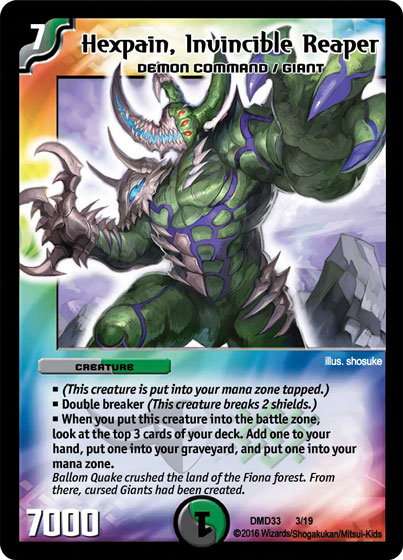 7
Hexpain, Invincible Reaper
DEMON COMMAND / GIANT
illus. shosuke
CREATURE
▪ (This creature is put into your mana zone tapped.)
▪ Double breaker (This creature breaks 2 shields.)
▪ When you put this creature into the battle zone,
look at the top 3 cards of your deck. Add one to your
hand, put one into your graveyard, and put one into your
mana zone.
Ballom Quake crushed the land of the Fiona forest. From
there, cursed Giants had been created.
7000
1
DMD33 3/19
©2016 Wizards/Shogakukan/Mitsui-Kids